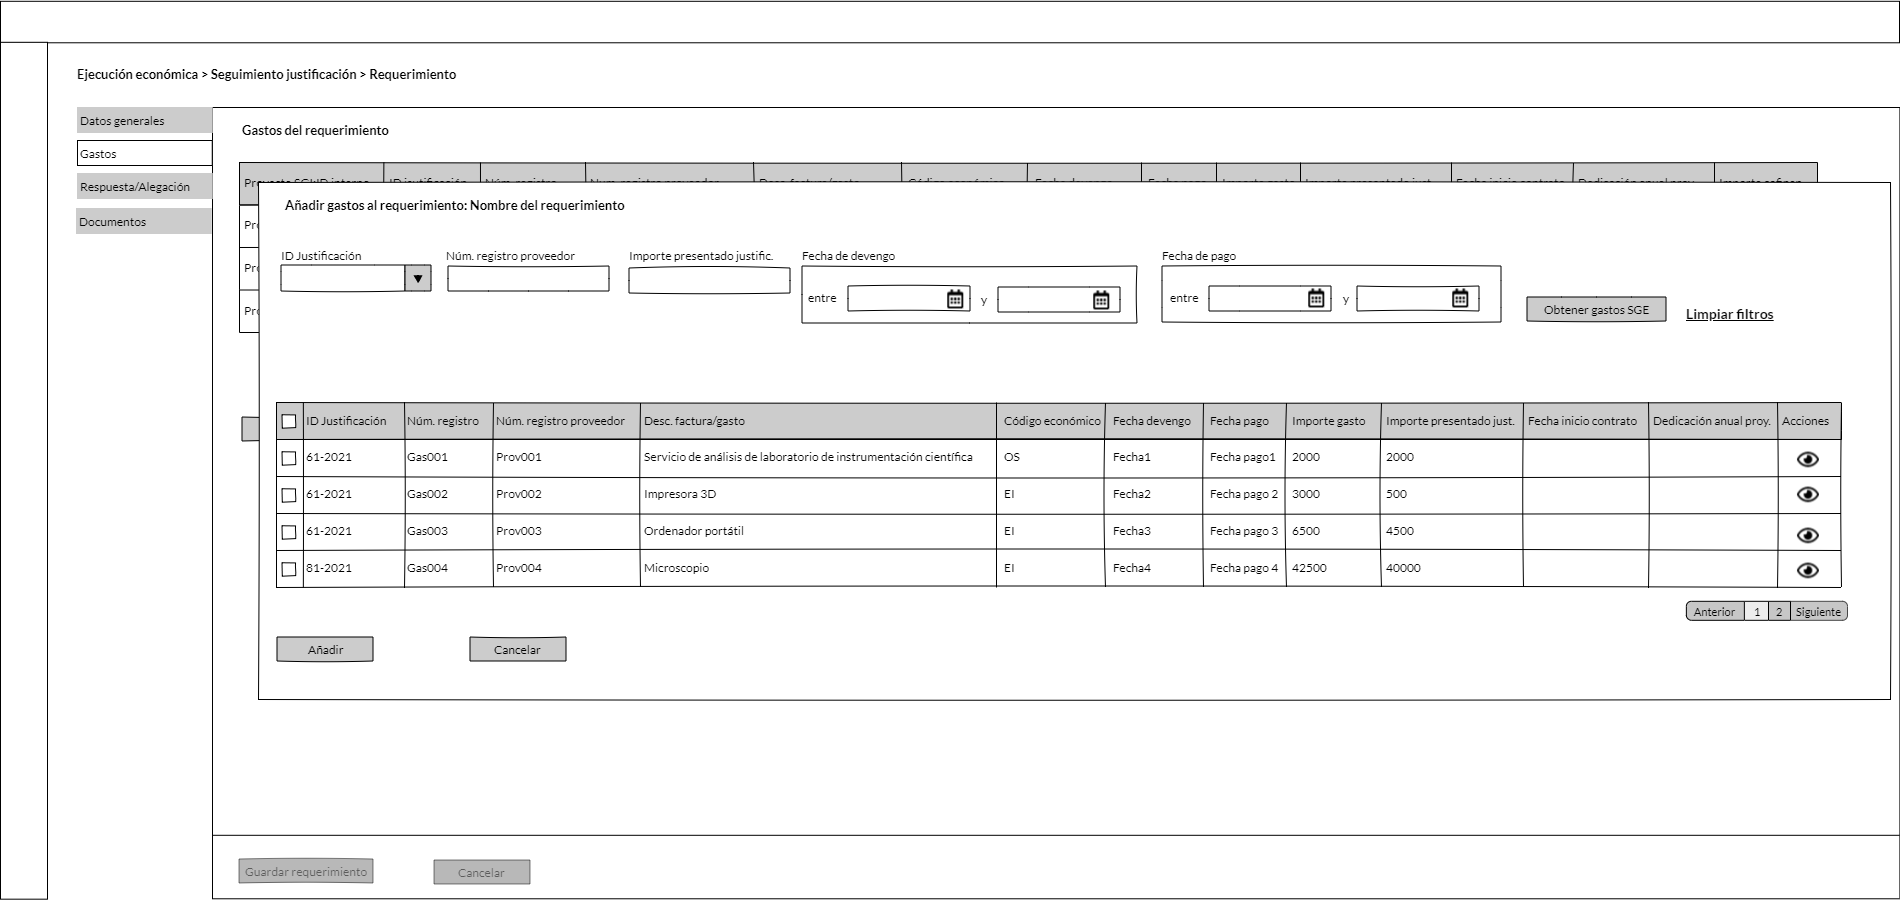 Ejecución económica > Seguimiento justificación > Requerimiento
Datos generales
Gastos
Respuesta/Alegación
Documentos
Gastos del requerimiento
Añadir gastos al requerimiento: Nombre del requerimiento
ID Justificación
Núm. registro proveedor
Importe presentado justific.
Fecha de devengo
Fecha de pago
entre y
entre y
Obtener gastos SGE
Limpiar filtros
ID Justificación Núm. registro Núm. registro proveedor Desc. factura/gasto Código económico Fecha devengo Fecha pago Importe gasto Importe presentado just. Fecha inicio contrato Dedicación anual proy. Acciones
61-2021 Gas001 Prov001 Servicio de análisis de laboratorio de instrumentación científica OS Fecha1 Fecha pago1 2000 2000
61-2021 Gas002 Prov002 Impresora 3D EI Fecha2 Fecha pago 2 3000 500
61-2021 Gas003 Prov003 Ordenador portátil EI Fecha3 Fecha pago 3 6500 4500
81-2021 Gas004 Prov004 Microscopio EI Fecha4 Fecha pago 4 42500 40000
Anterior 1 2 Siguiente
Añadir
Cancelar
Guardar requerimiento
Cancelar